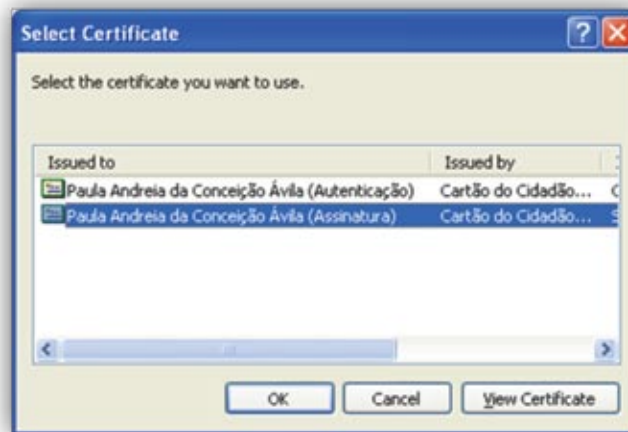 Select Certificate
Select the certificate you want to use.
Issued to Issued by
Paula Andreia da Conceição Ávila (Autenticação) Cartão do Cidadão...
Paula Andreia da Conceição Ávila (Assinatura) Cartão do Cidadão...
OK Cancel View Certificate